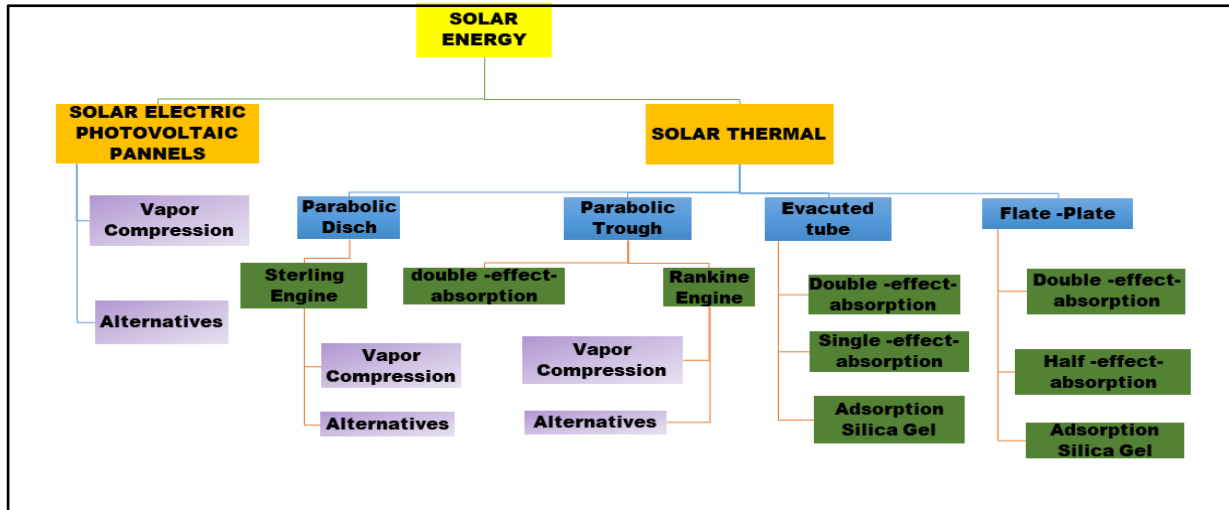 SOLAR
ENERGY
SOLAR ELECTRIC
PHOTOVOLTAIC
PANNELS
SOLAR THERMAL
Vapor
Compression
Alternatives
Parabolic
Disch
Parabolic
Trough
Evacuted
tube
Flate -Plate
Sterling
Engine
double -effect-
absorption
Rankine
Engine
Double -effect-
absorption
Double -effect-
absorption
Vapor
Compression
Vapor
Compression
Single -effect-
absorption
Half -effect-
absorption
Alternatives
Alternatives
Adsorption
Silica Gel
Adsorption
Silica Gel